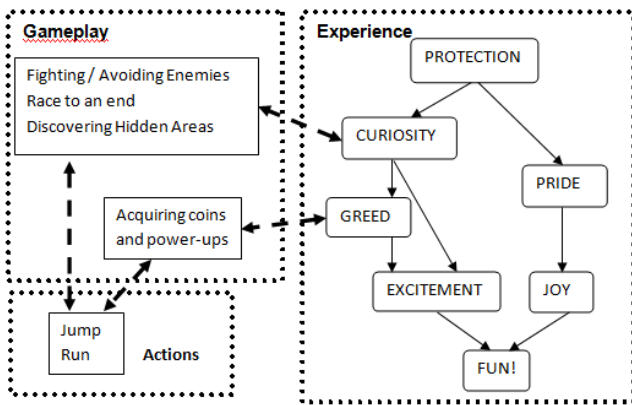 Gameplay
Fighting / Avoiding Enemies
Race to an end
Discovering Hidden Areas
Acquiring coins
and power-ups
Jump
Run
Actions
Experience
PROTECTION
CURIOSITY
PRIDE
GREED
EXCITEMENT
JOY
FUN!